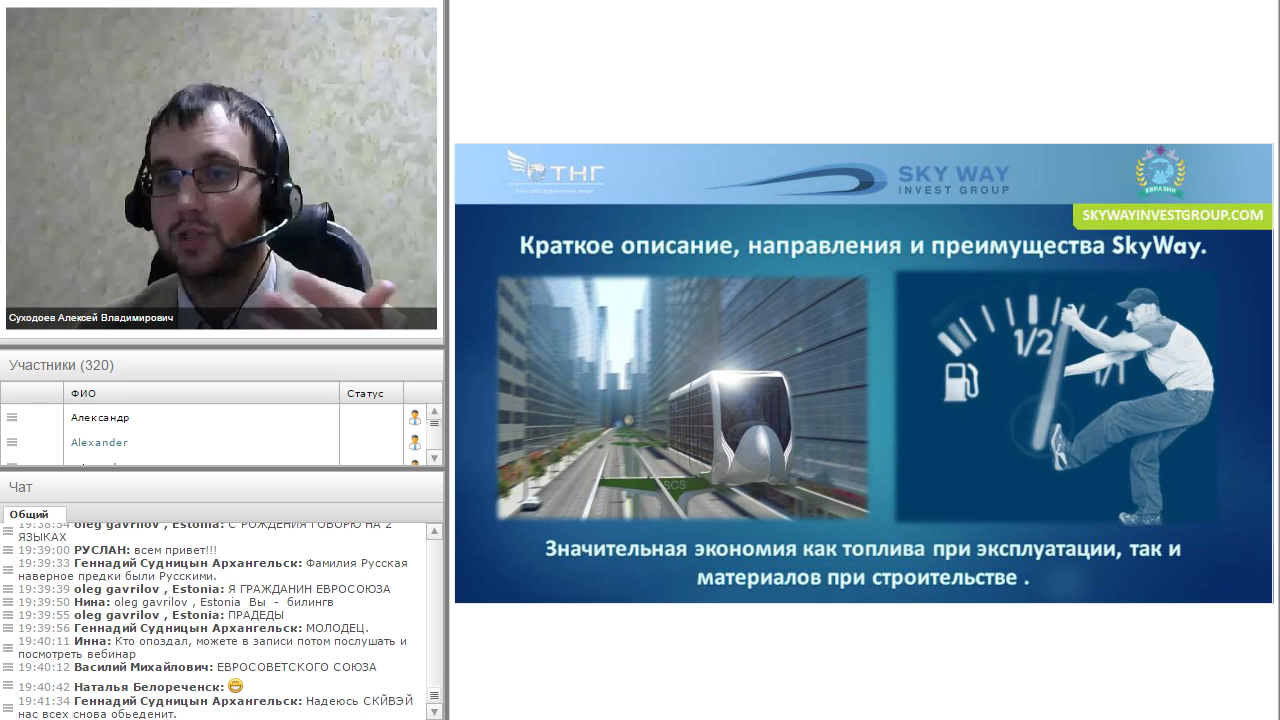 Суходоев Алексей Владимирович
Участники (320)
ФИО
Статус
Александр
Alexander
Чат
Общий
19:38:54 oleg gavrilov , Estonia: С РОЖДЕНИЯ ГОВОРЮ НА 2
ЯЗЫКАХ
19:39:00 РУСЛАН: всем привет!!!
19:39:33 Геннадий Судницын Архангельск: Фамилия Русская
наверное предки были Русскими.
19:39:39 oleg gavrilov , Estonia: Я ГРАЖДАНИН ЕВРОСОЮЗА
19:39:50 Нина: oleg gavrilov , Estonia Вы - билингв
19:39:55 oleg gavrilov , Estonia: ПРАДЕДЫ
19:39:56 Геннадий Судницын Архангельск: МОЛОДЕЦ.
19:40:11 Инна: Кто опоздал, можете в записи потом послушать и
посмотреть вебинар
19:40:12 Василий Михайлович: ЕВРОСОВЕТСКОГО СОЮЗА
19:40:42 Наталья Белореченск:
19:41:34 Геннадий Судницын Архангельск: Надеюсь СКЙВЭЙ
нас всех снова обьеденит.
ТНГ
SKY WAY
INVEST GROUP
ЕВРАЗИЯ
SKYWAYINVESTGROUP.COM
Краткое описание, направления и преимущества SkyWay.
SCS
1/2
1/1
Значительная экономия как топлива при эксплуатации, так и
материалов при строительстве .